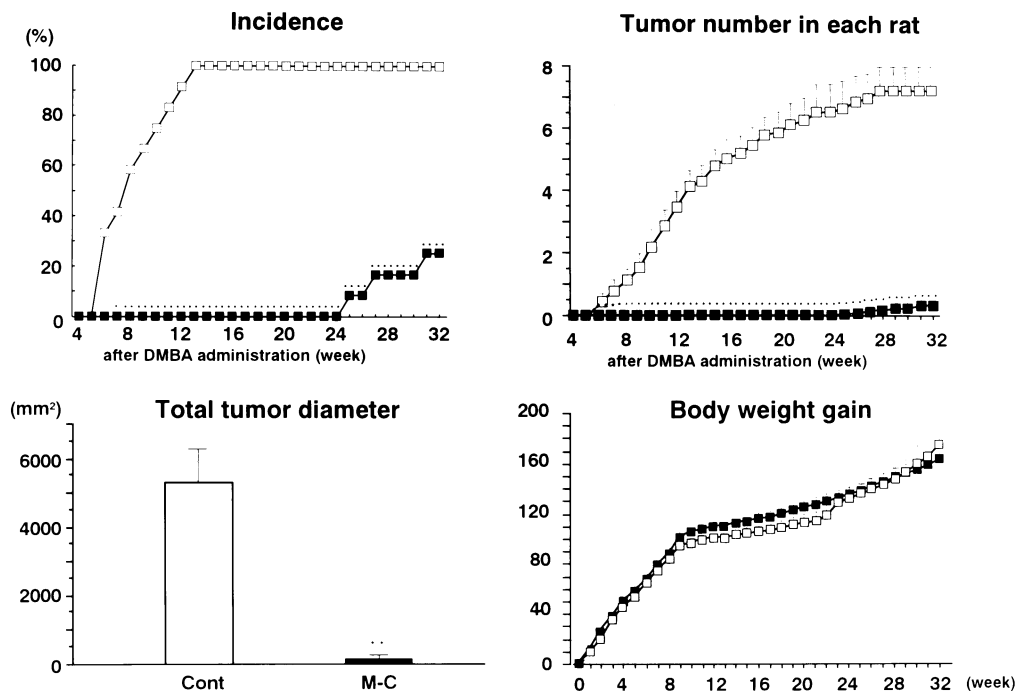 Incidence
(%)
100
80
60
40
20
0
4 8 12 16 20 24 28 32
after DMBA administration (week)
Tumor number in each rat
8
6
4
2
0
4 8 12 16 20 24 28 32
after DMBA administration (week)
Total tumor diameter
(mm²)
6000
4000
2000
0
Cont M-C
Body weight gain
200
160
120
80
40
0
0 4 8 12 16 20 24 28 32 (week)